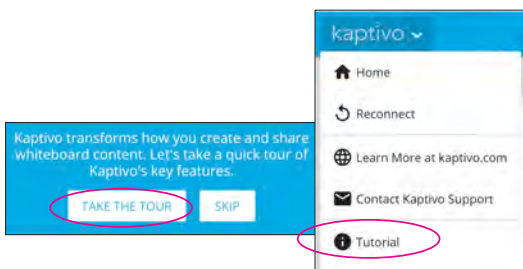 Kaptivo transforms how you create and share
whiteboard content. Let's take a quick tour of
Kaptivo's key features.
TAKE THE TOUR SKIP
kaptivo
Home
Reconnect
Learn More at kaptivo.com
Contact Kaptivo Support
Tutorial